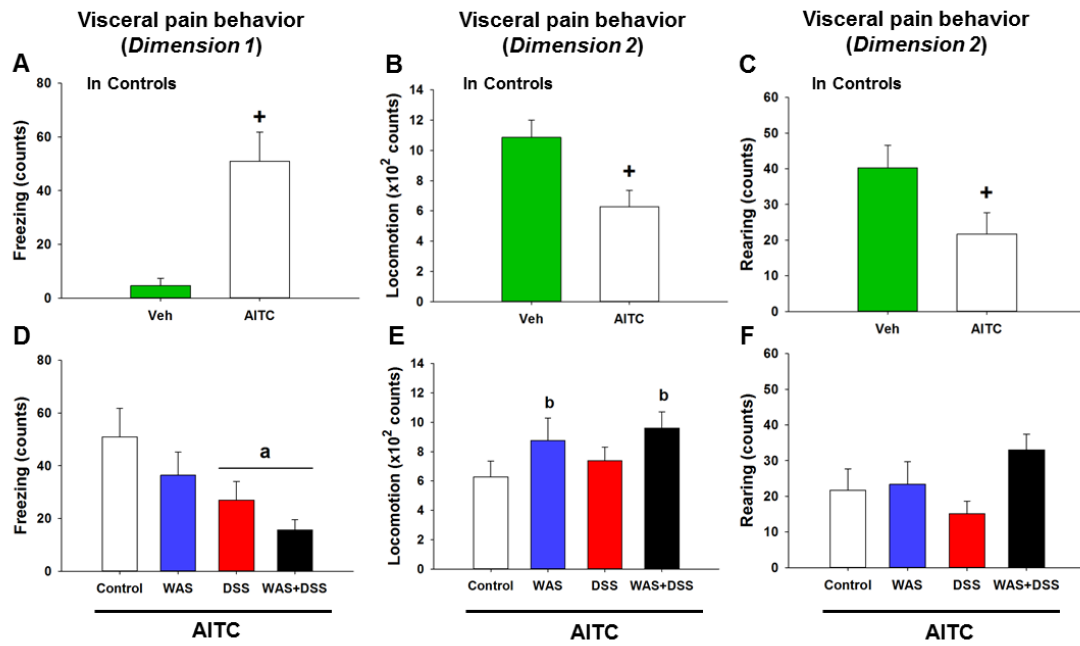 Visceral pain behavior
(Dimension 1)
Visceral pain behavior
(Dimension 2)
Visceral pain behavior
(Dimension 2)
A
In Controls
Freezing (counts)
80
60
40
20
0
+
Veh
AITC
B
In Controls
Locomotion (x10² counts)
14
12
10
8
6
4
2
0
+
Veh
AITC
C
In Controls
Rearing (counts)
60
50
40
30
20
10
0
+
Veh
AITC
D
Freezing (counts)
80
60
40
20
0
a
Control
WAS
DSS
WAS+DSS
AITC
E
Locomotion (x10² counts)
14
12
10
8
6
4
2
0
b
b
Control
WAS
DSS
WAS+DSS
AITC
F
Rearing (counts)
60
50
40
30
20
10
0
Control
WAS
DSS
WAS+DSS
AITC